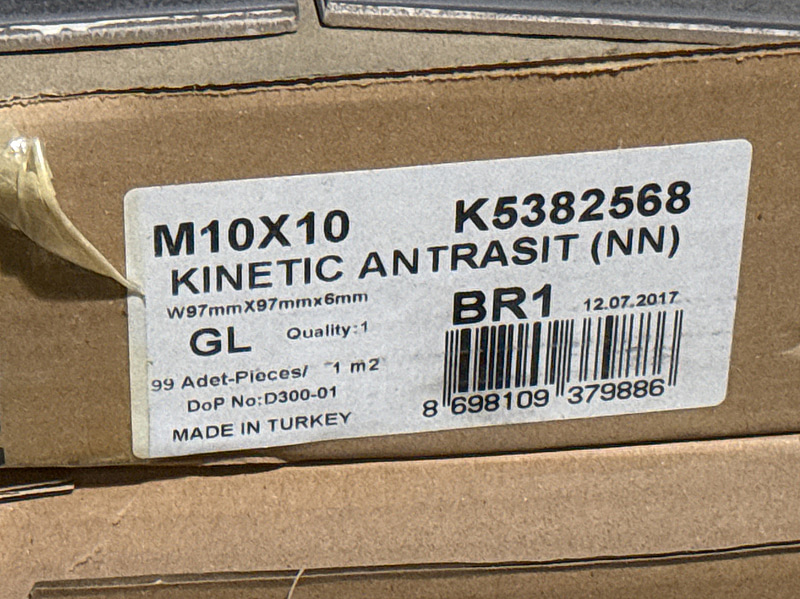 M10X10 K5382568
KINETIC ANTRASIT (NN)
W97mmX97mmx6mm BR1 12.07.2017
GL Quality:1
99 Adet-Pieces/ 1 m2
DoP No:D300-01
MADE IN TURKEY
8 698109 379886